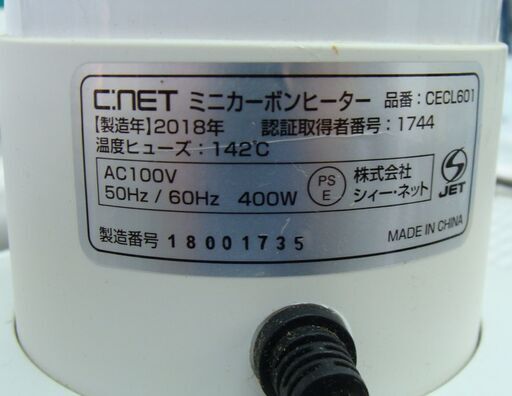 C:NET ミニカーボンヒーター 品番：CECL601
【製造年】2018年 認証取得者番号：1744
温度ヒューズ：142℃
AC100V
50Hz / 60Hz 400W
PS
E
株式会社
シィー・ネット
S
JET
製造番号 18001735
MADE IN CHINA